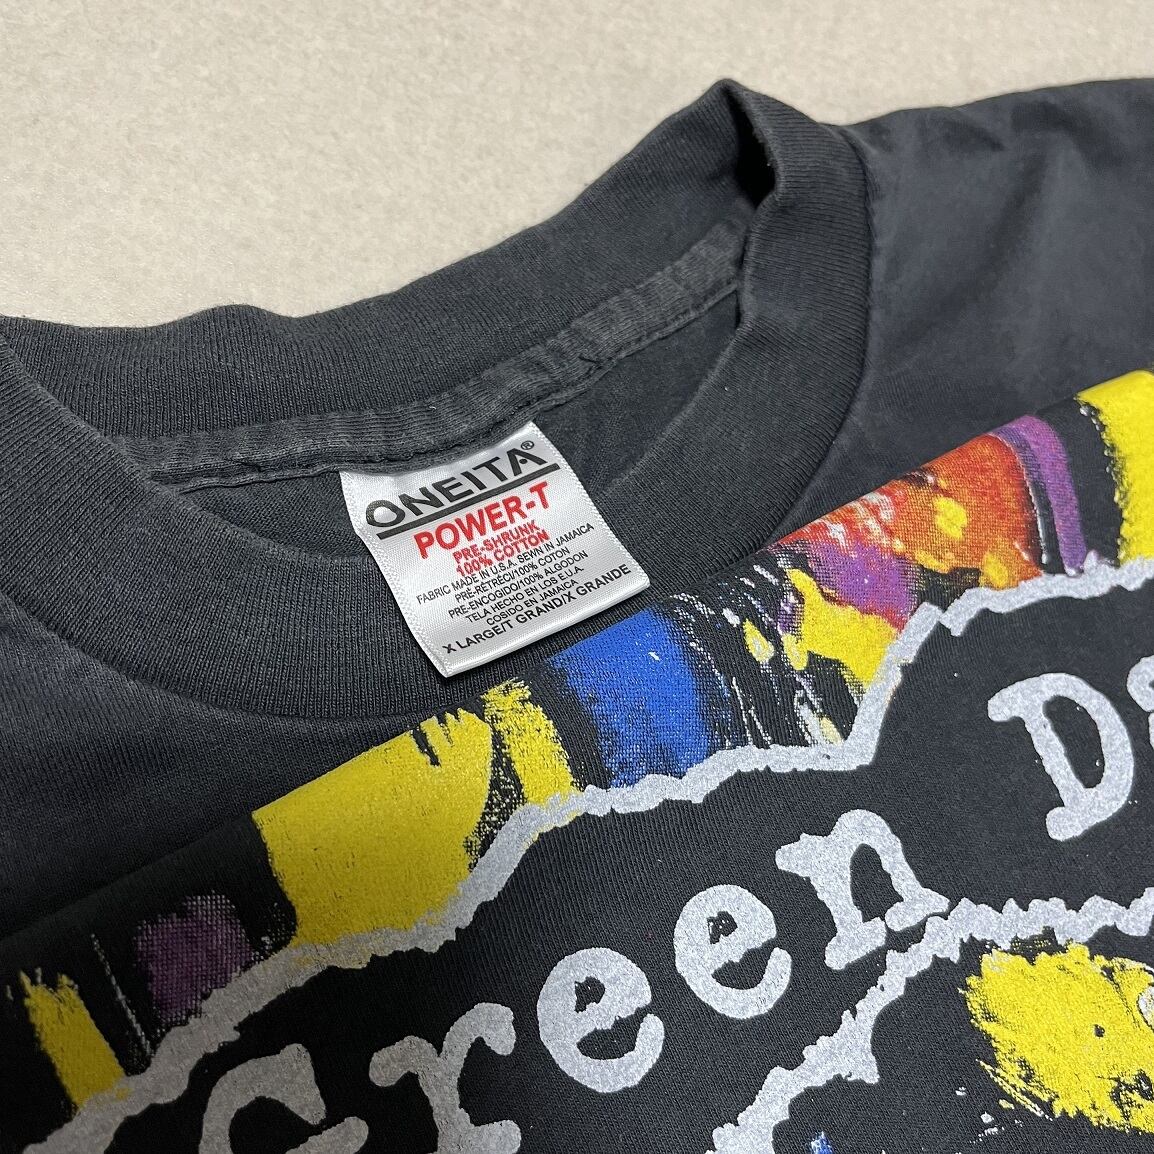 ONEITA®
POWER-T
PRE-SHRUNK
100% COTTON
FABRIC MADE IN U.S.A. SEWN IN JAMAICA
PRE-RETRÉCI/100% COTON
PRE-ENCOGIDO/100% ALGODON
TELA HECHO EN LOS E.U.A.
COSIDO EN JAMAICA
X LARGE/T GRAND/X GRANDE
Green